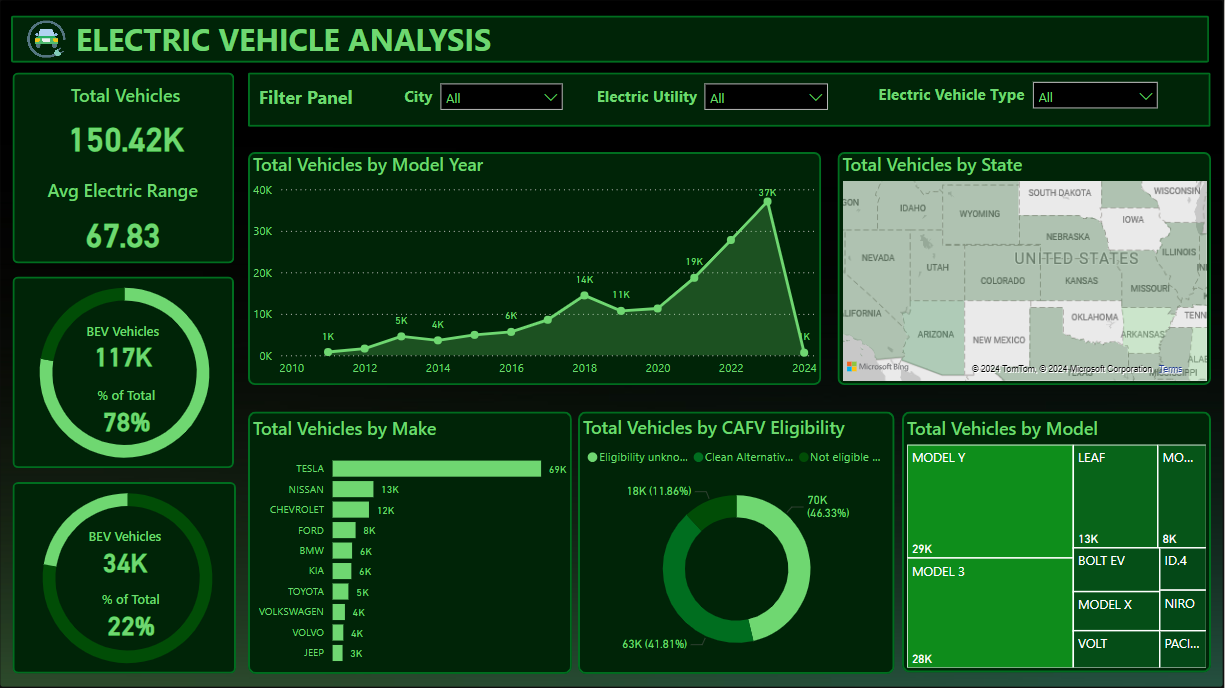 ELECTRIC VEHICLE ANALYSIS
Total Vehicles
150.42K
Avg Electric Range
67.83
Filter Panel
City
All
Electric Utility
All
Electric Vehicle Type
All
BEV Vehicles
117K
% of Total
78%
BEV Vehicles
34K
% of Total
22%
Total Vehicles by Model Year
40K
30K
20K
10K
0K
1K
5K
4K
6K
14K
11K
19K
37K
1K
2010
2012
2014
2016
2018
2020
2022
2024
Total Vehicles by State
SOUTH DAKOTA
WISCONSIN
IDAHO
WYOMING
IOWA
NEBRASKA
NEVADA
UTAH
UNITED STATES
ILLINOIS
COLORADO
KANSAS
MISSOURI
OKLAHOMA
TENN
ARIZONA
NEW MEXICO
ARKANSAS
Microsoft Bing
© 2024 TomTom, © 2024 Microsoft Corporation, Terms
Total Vehicles by Make
TESLA 69K
NISSAN 13K
CHEVROLET 12K
FORD 8K
BMW 6K
KIA 6K
TOYOTA 5K
VOLKSWAGEN 4K
VOLVO 4K
JEEP 3K
Total Vehicles by CAFV Eligibility
Eligibility unkno... Clean Alternativ... Not eligible ...
18K (11.86%)
70K
(46.33%)
63K (41.81%)
Total Vehicles by Model
MODEL Y
29K
MODEL 3
28K
LEAF
13K
MO...
8K
BOLT EV
ID.4
MODEL X
NIRO
VOLT
PACI...